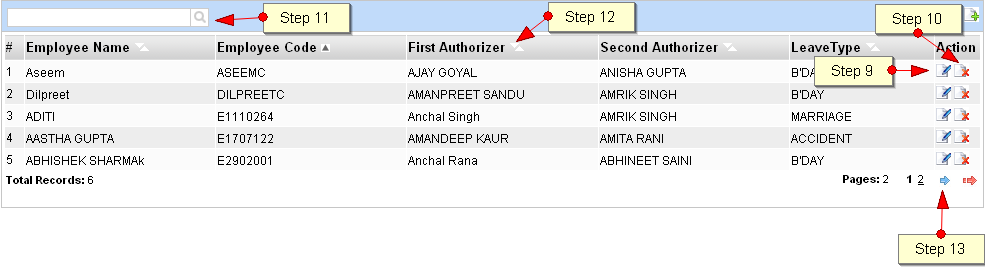 Step 11
Step 12
Step 10
# Employee Name Employee Code First Authorizer Second Authorizer LeaveType Action
1 Aseem ASEEMC AJAY GOYAL ANISHA GUPTA
Step 9
2 Dilpreet DILPREETC AMANPREET SANDU AMRIK SINGH B'DAY
3 ADITI E1110264 Anchal Singh AMRIK SINGH MARRIAGE
4 AASTHA GUPTA E1707122 AMANDEEP KAUR AMITA RANI ACCIDENT
5 ABHISHEK SHARMAk E2902001 Anchal Rana ABHINEET SAINI B'DAY
Total Records: 6 Pages: 2 1 2
Step 13